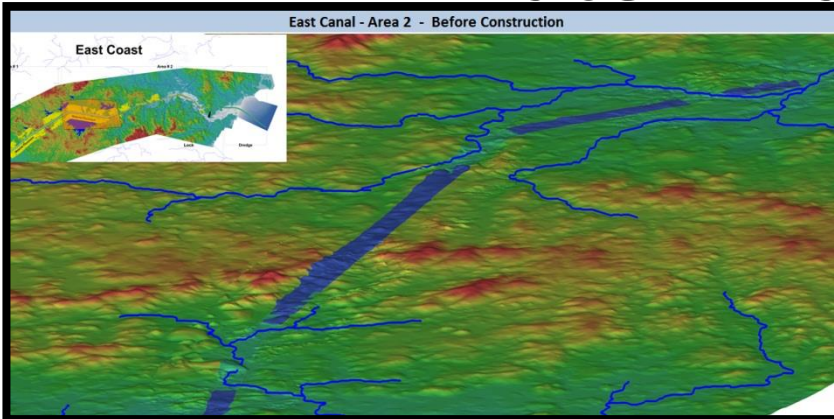 East Canal - Area 2 - Before Construction
East Coast
Area # 2
Lock
Dredge